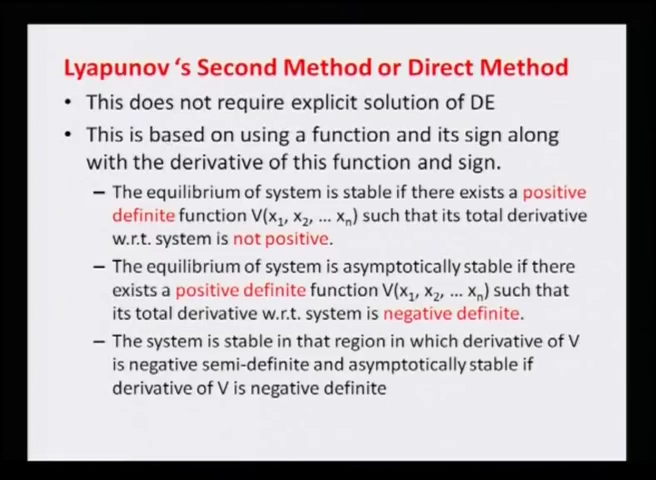 Lyapunov 's Second Method or Direct Method
• This does not require explicit solution of DE
• This is based on using a function and its sign along
with the derivative of this function and sign.
– The equilibrium of system is stable if there exists a positive
definite function V(x₁, x₂, ... xₙ) such that its total derivative
w.r.t. system is not positive.
– The equilibrium of system is asymptotically stable if there
exists a positive definite function V(x₁, x₂, ... xₙ) such that
its total derivative w.r.t. system is negative definite.
– The system is stable in that region in which derivative of V
is negative semi-definite and asymptotically stable if
derivative of V is negative definite